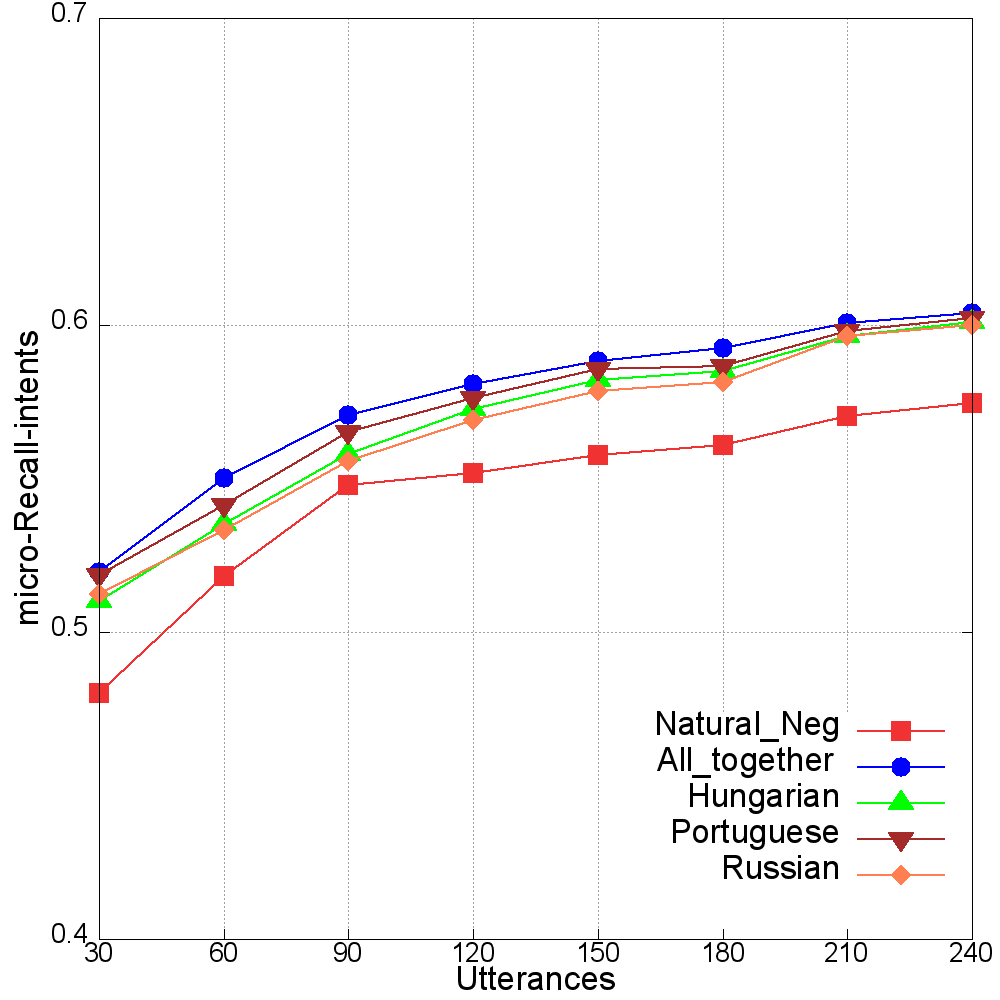 0.7
0.6
0.5
0.4
micro-Recall-intents
Natural_Neg
All_together
Hungarian
Portuguese
Russian
30 60 90 120 150 180 210 240
Utterances